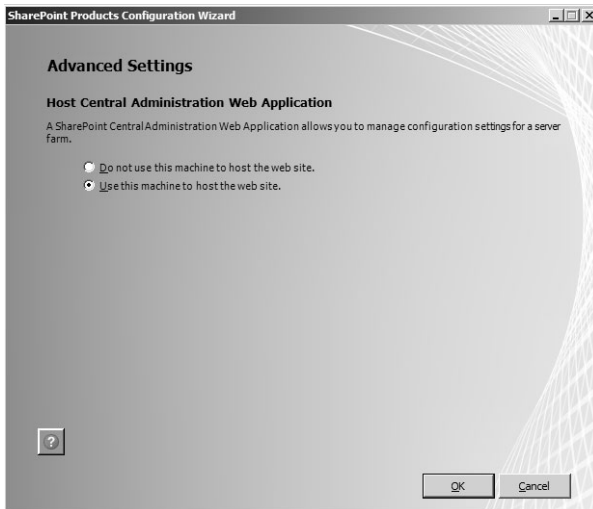 SharePoint Products Configuration Wizard
Advanced Settings
Host Central Administration Web Application
A SharePoint Central Administration Web Application allows you to manage configuration settings for a server
farm.
Do not use this machine to host the web site.
Use this machine to host the web site.
?
OK
Cancel